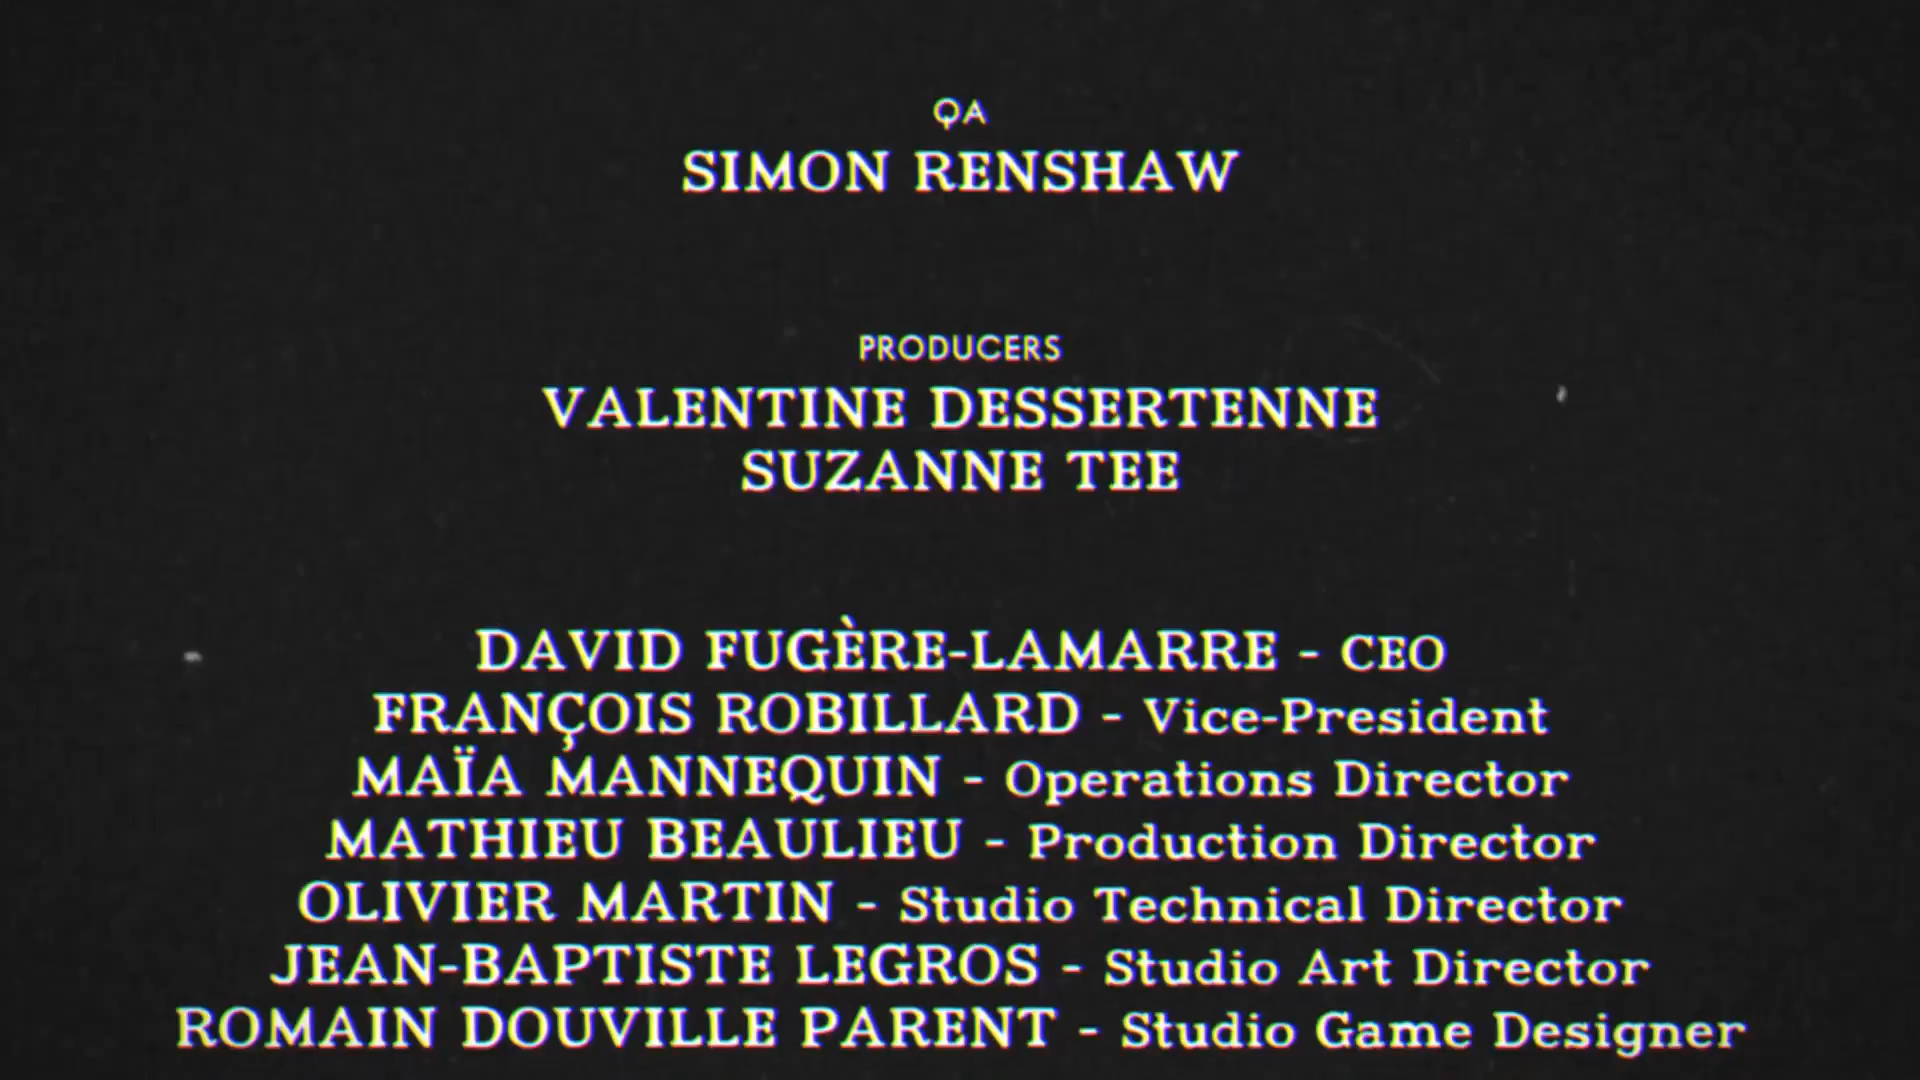 QA
SIMON RENSHAW
PRODUCERS
VALENTINE DESSERTENNE
SUZANNE TEE
DAVID FUGÈRE-LAMARRE - CEO
FRANÇOIS ROBILLARD - Vice-President
MAÏA MANNEQUIN - Operations Director
MATHIEU BEAULIEU - Production Director
OLIVIER MARTIN - Studio Technical Director
JEAN-BAPTISTE LEGROS - Studio Art Director
ROMAIN DOUVILLE PARENT - Studio Game Designer